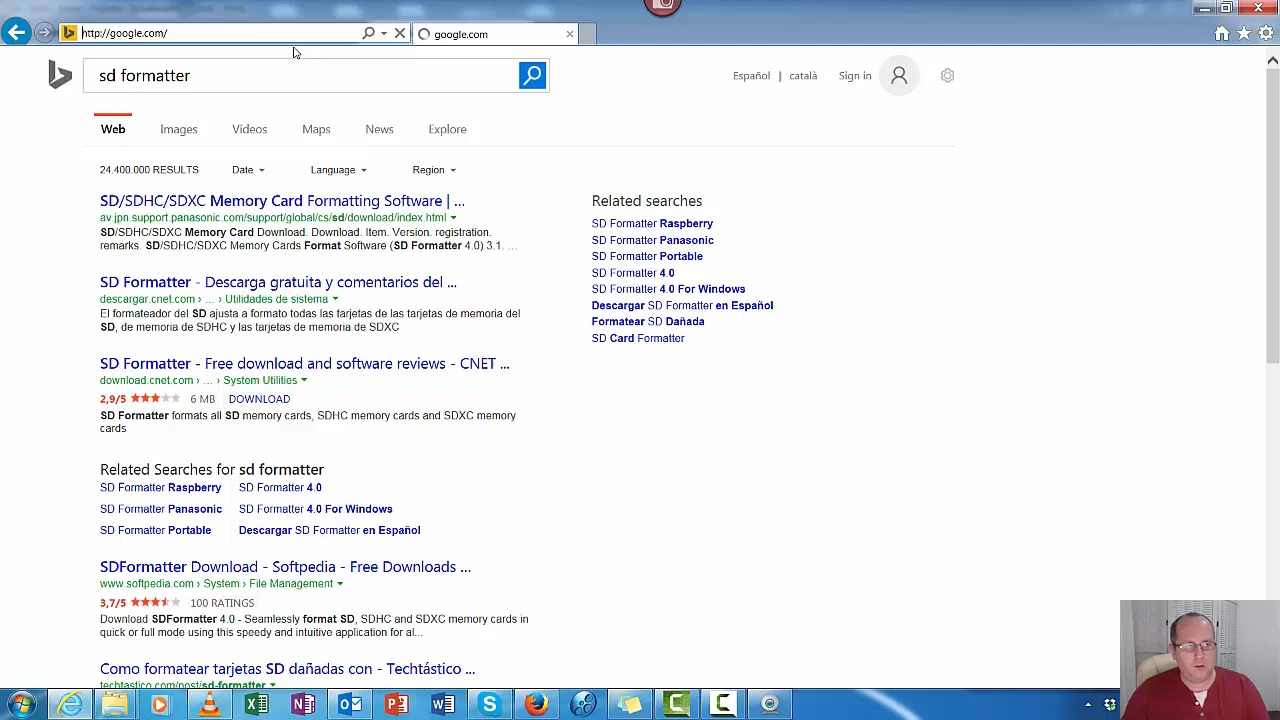 http://google.com/
google.com
sd formatter
Español | català Sign in
Web Images Videos Maps News Explore
24.400.000 RESULTS Date Language Region
SD/SDHC/SDXC Memory Card Formatting Software | ...
av jpn.support.panasonic.com/support/global/cs/sd/download/index.html
SD/SDHC/SDXC Memory Card Download. Download. Item. Version. registration.
remarks. SD/SDHC/SDXC Memory Cards Format Software (SD Formatter 4.0) 3.1. ...
SD Formatter - Descarga gratuita y comentarios del ...
descargar.cnet.com › ... › Utilidades de sistema
El formateador del SD ajusta a formato todas las tarjetas de las tarjetas de memoria del
SD, de memoria de SDHC y las tarjetas de memoria de SDXC
SD Formatter - Free download and software reviews - CNET ...
download.cnet.com › ... › System Utilities
2,9/5 6 MB DOWNLOAD
SD Formatter formats all SD memory cards, SDHC memory cards and SDXC memory
cards
Related Searches for sd formatter
SD Formatter Raspberry SD Formatter 4.0
SD Formatter Panasonic SD Formatter 4.0 For Windows
SD Formatter Portable Descargar SD Formatter en Español
SDFormatter Download - Softpedia - Free Downloads ...
www.softpedia.com › System › File Management
3,7/5 100 RATINGS
Download SDFormatter 4.0 - Seamlessly format SD, SDHC and SDXC memory cards in
quick or full mode using this speedy and intuitive application for al...
Como formatear tarjetas SD dañadas con - Techtástico ...
techtastico.com/post/sd-formatter
Related searches
SD Formatter Raspberry
SD Formatter Panasonic
SD Formatter Portable
SD Formatter 4.0
SD Formatter 4.0 For Windows
Descargar SD Formatter en Español
Formatear SD Dañada
SD Card Formatter